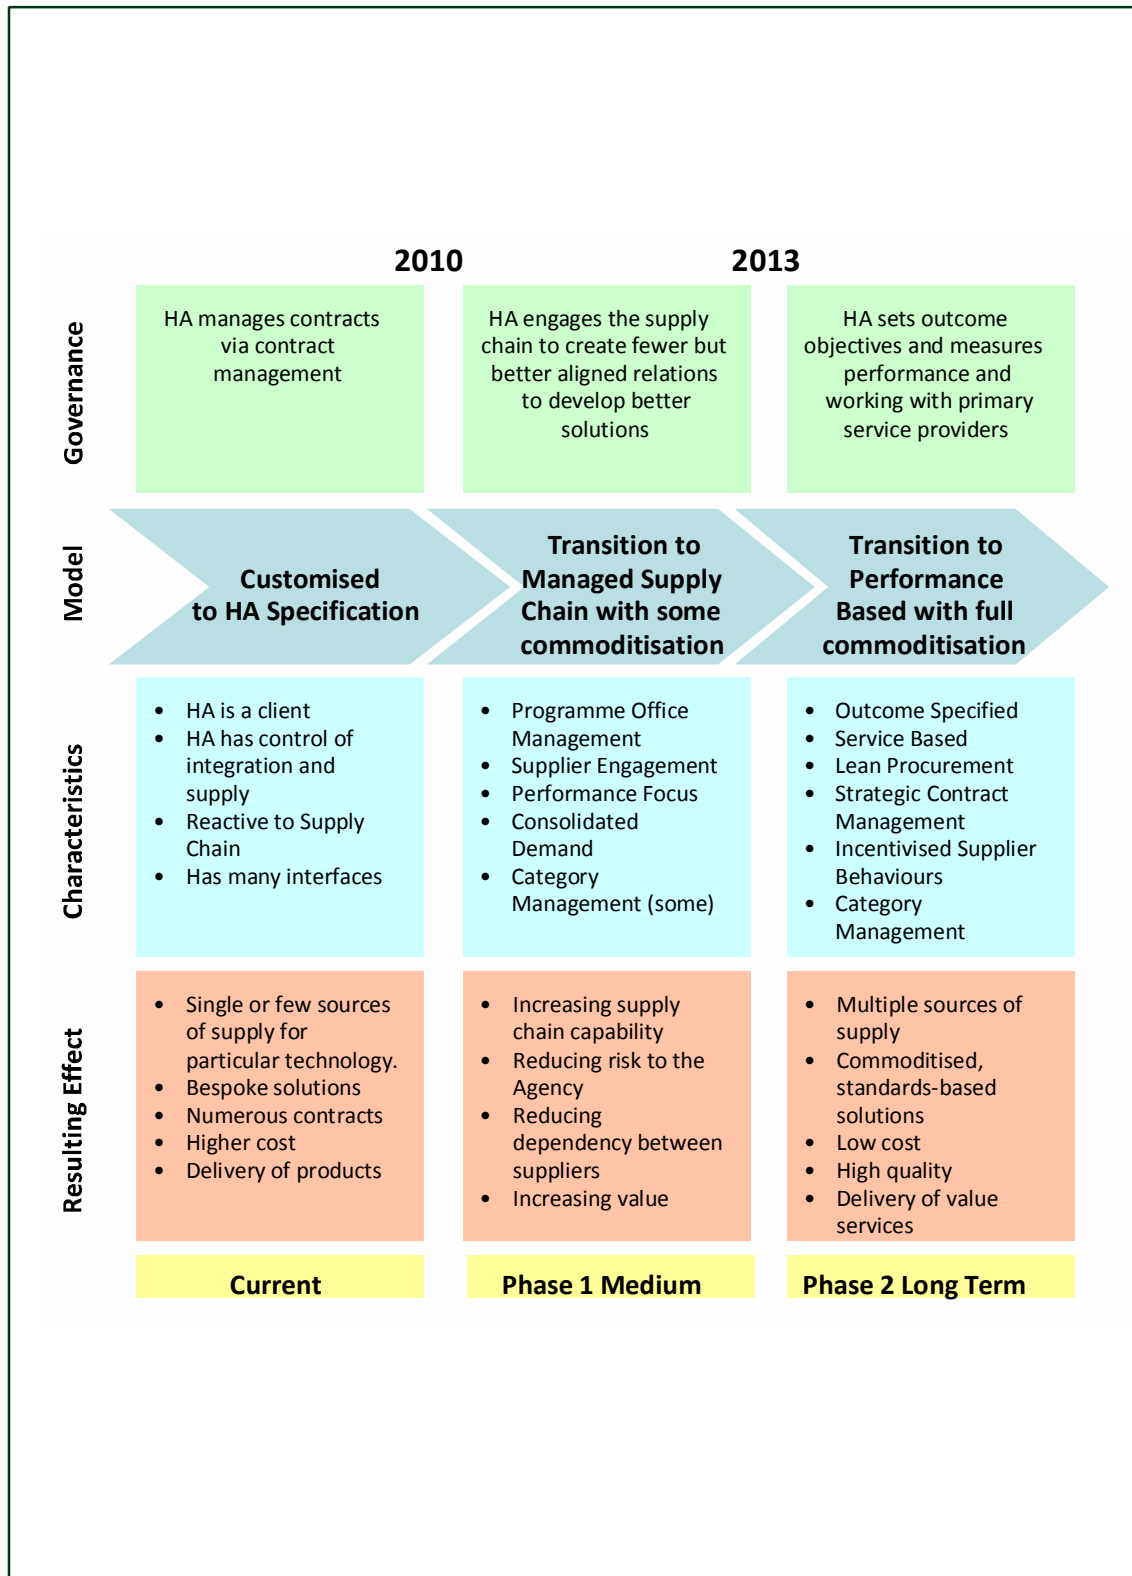 2010
2013
Governance
HA manages contracts
via contract
management
HA engages the supply
chain to create fewer but
better aligned relations
to develop better
solutions
HA sets outcome
objectives and measures
performance and
working with primary
service providers
Model
Customised
to HA Specification
Transition to
Managed Supply
Chain with some
commoditisation
Transition to
Performance
Based with full
commoditisation
Characteristics
• HA is a client
• HA has control of
integration and
supply
• Reactive to Supply
Chain
• Has many interfaces
• Programme Office
Management
• Supplier Engagement
• Performance Focus
• Consolidated
Demand
• Category
Management (some)
• Outcome Specified
• Service Based
• Lean Procurement
• Strategic Contract
Management
• Incentivised Supplier
Behaviours
• Category
Management
Resulting Effect
• Single or few sources
of supply for
particular technology.
• Bespoke solutions
• Numerous contracts
• Higher cost
• Delivery of products
• Increasing supply
chain capability
• Reducing risk to the
Agency
• Reducing
dependency between
suppliers
• Increasing value
• Multiple sources of
supply
• Commoditised,
standards-based
solutions
• Low cost
• High quality
• Delivery of value
services
Current
Phase 1 Medium
Phase 2 Long Term